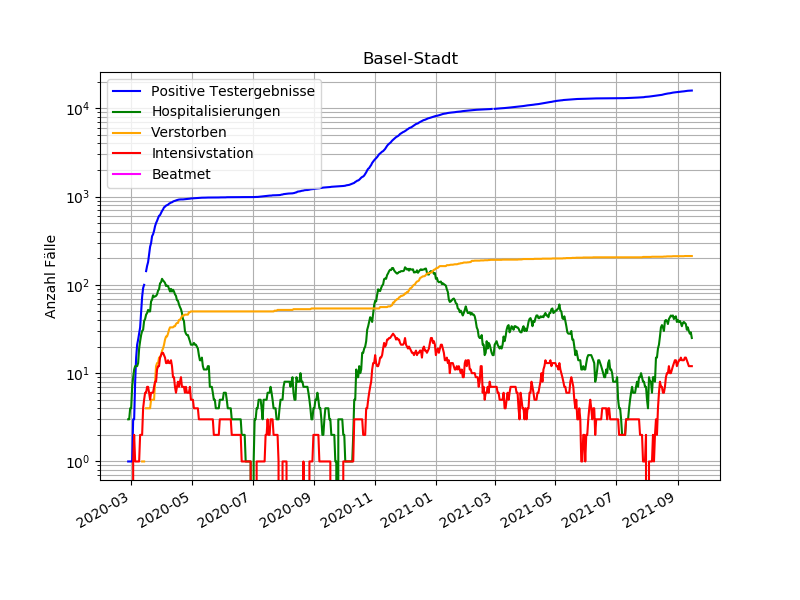 Basel-Stadt
Anzahl Fälle
10⁴
10³
10²
10¹
10⁰
Positive Testergebnisse
Hospitalisierungen
Verstorben
Intensivstation
Beatmet
2020-03
2020-05
2020-07
2020-09
2020-11
2021-01
2021-03
2021-05
2021-07
2021-09